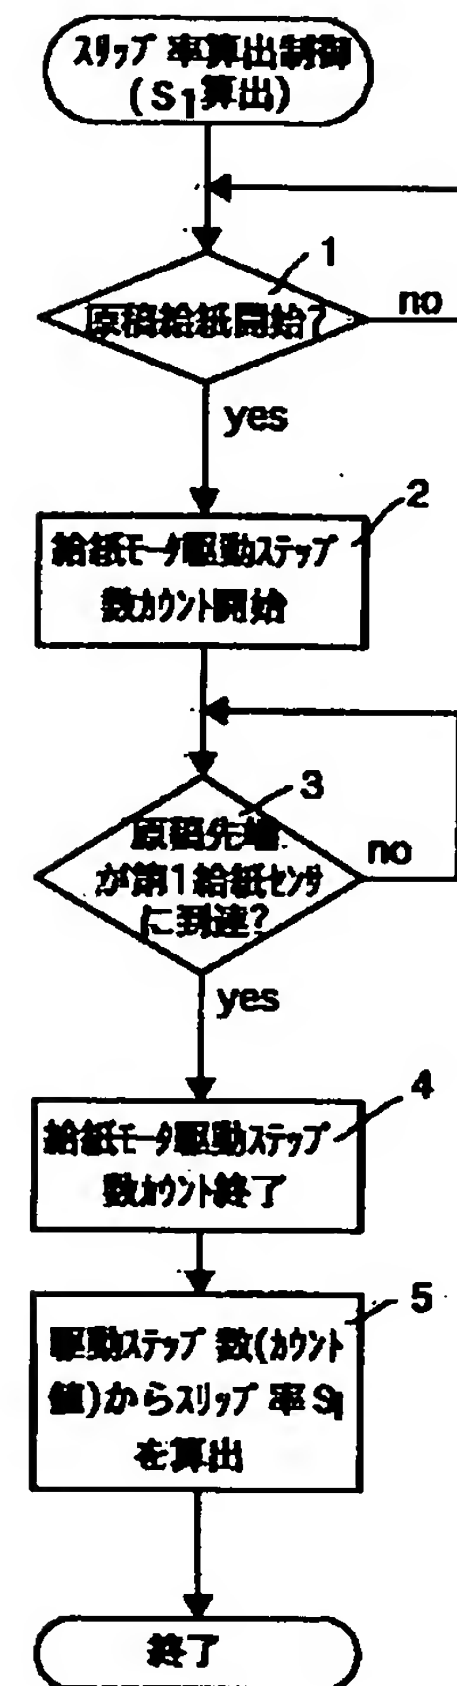 スリップ率算出制御
(S1算出)
1
原稿給紙開始?
no
yes
2
給紙モータ駆動ステップ
数カウント開始
3
原稿先端
が第1給紙センサ
に到達?
no
yes
4
給紙モータ駆動ステップ
数カウント終了
5
駆動ステップ数(カウント
値)からスリップ率S1
を算出
終了